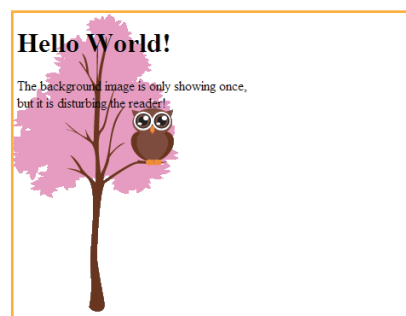 Hello World!
The background image is only showing once,
but it is disturbing the reader!